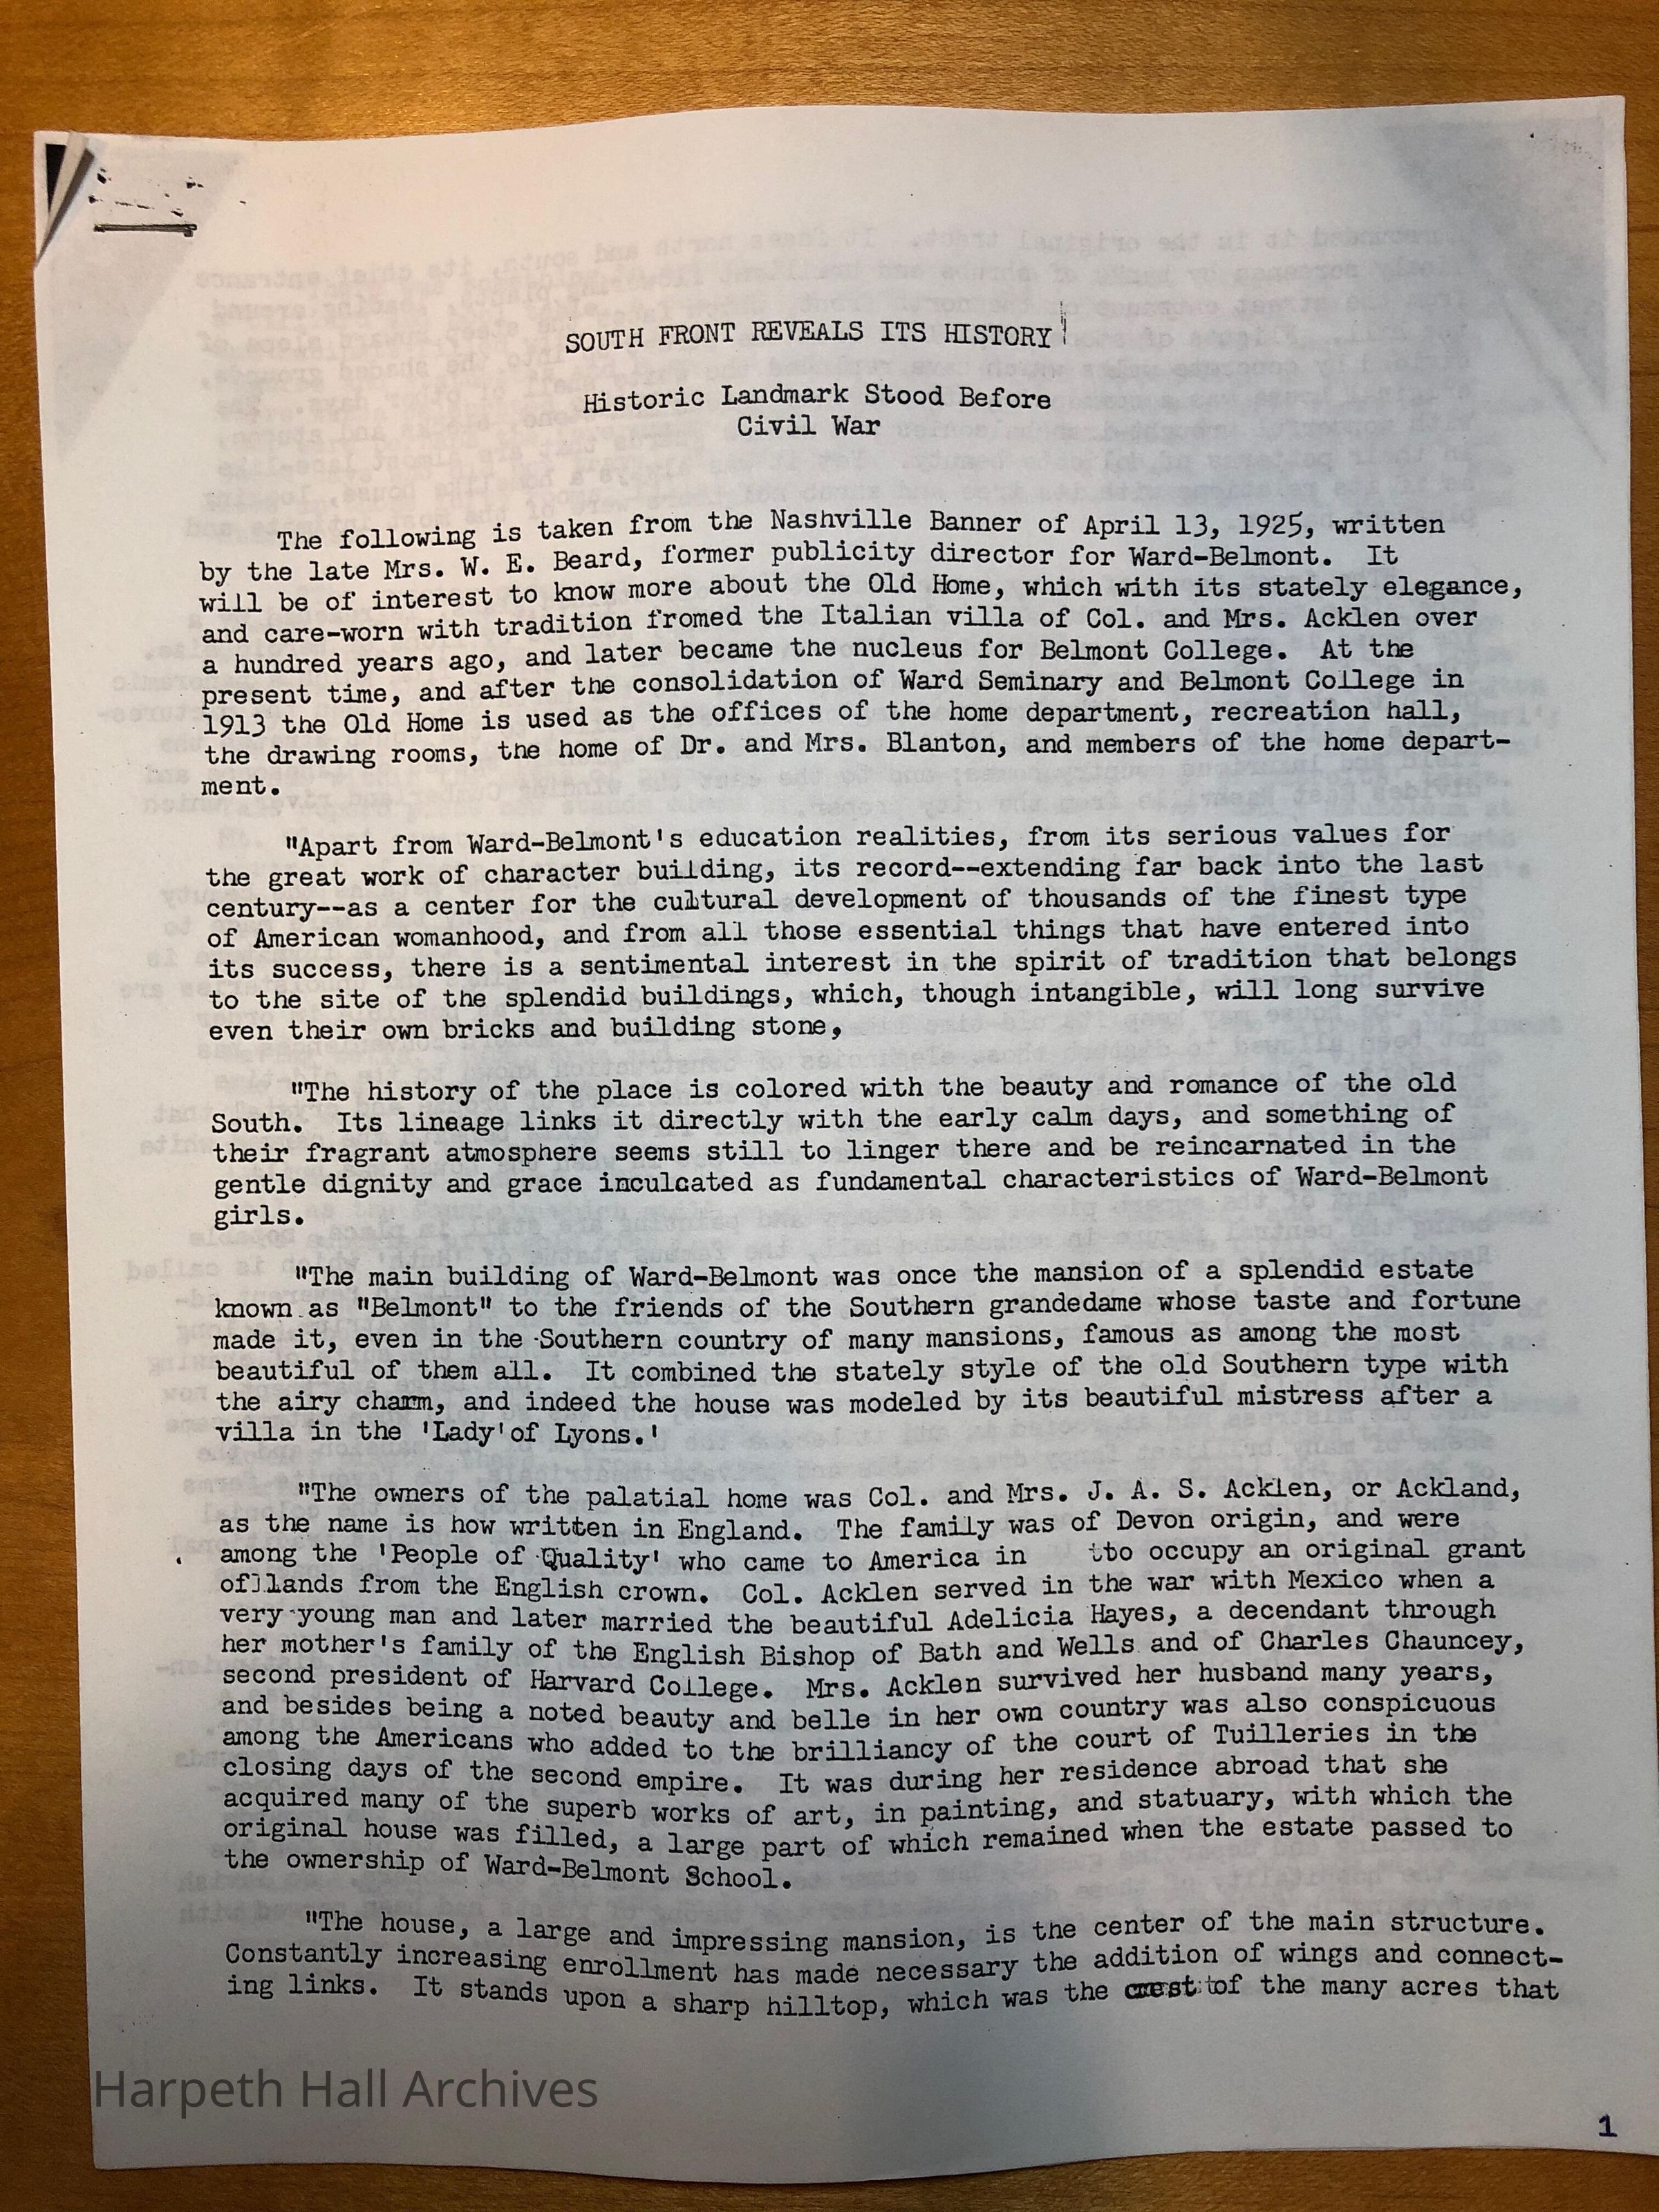 SOUTH FRONT REVEALS ITS HISTORY
Historic Landmark Stood Before
Civil War
The following is taken from the Nashville Banner of April 13, 1925, written
by the late Mrs. W. E. Beard, former publicity director for Ward-Belmont. It
will be of interest to know more about the Old Home, which with its stately elegance,
and care-worn with tradition fromed the Italian villa of Col. and Mrs. Acklen over
a hundred years ago, and later became the nucleus for Belmont College. At the
present time, and after the consolidation of Ward Seminary and Belmont College in
1913 the Old Home is used as the offices of the home department, recreation hall,
the drawing rooms, the home of Dr. and Mrs. Blanton, and members of the home depart-
ment.
"Apart from Ward-Belmont's education realities, from its serious values for
the great work of character building, its record--extending far back into the last
century--as a center for the cultural development of thousands of the finest type
of American womanhood, and from all those essential things that have entered into
its success, there is a sentimental interest in the spirit of tradition that belongs
to the site of the splendid buildings, which, though intangible, will long survive
even their own bricks and building stone,
"The history of the place is colored with the beauty and romance of the old
South. Its lineage links it directly with the early calm days, and something of
their fragrant atmosphere seems still to linger there and be reincarnated in the
gentle dignity and grace inculcated as fundamental characteristics of Ward-Belmont
girls.
"The main building of Ward-Belmont was once the mansion of a splendid estate
known as "Belmont" to the friends of the Southern grandedame whose taste and fortune
made it, even in the Southern country of many mansions, famous as among the most
beautiful of them all. It combined the stately style of the old Southern type with
the airy charm, and indeed the house was modeled by its beautiful mistress after a
villa in the 'Lady'of Lyons.'
"The owners of the palatial home was Col. and Mrs. J. A. S. Acklen, or Ackland,
as the name is how written in England. The family was of Devon origin, and were
among the 'People of Quality' who came to America in tto occupy an original grant
of lands from the English crown. Col. Acklen served in the war with Mexico when a
very young man and later married the beautiful Adelicia Hayes, a decendant through
her mother's family of the English Bishop of Bath and Wells and of Charles Chauncey,
second president of Harvard College. Mrs. Acklen survived her husband many years,
and besides being a noted beauty and belle in her own country was also conspicuous
among the Americans who added to the brilliancy of the court of Tuilleries in the
closing days of the second empire. It was during her residence abroad that she
acquired many of the superb works of art, in painting, and statuary, with which the
original house was filled, a large part of which remained when the estate passed to
the ownership of Ward-Belmont School.
"The house, a large and impressing mansion, is the center of the main structure.
Constantly increasing enrollment has made necessary the addition of wings and connect-
ing links. It stands upon a sharp hilltop, which was the crest of the many acres that
Harpeth Hall Archives
1